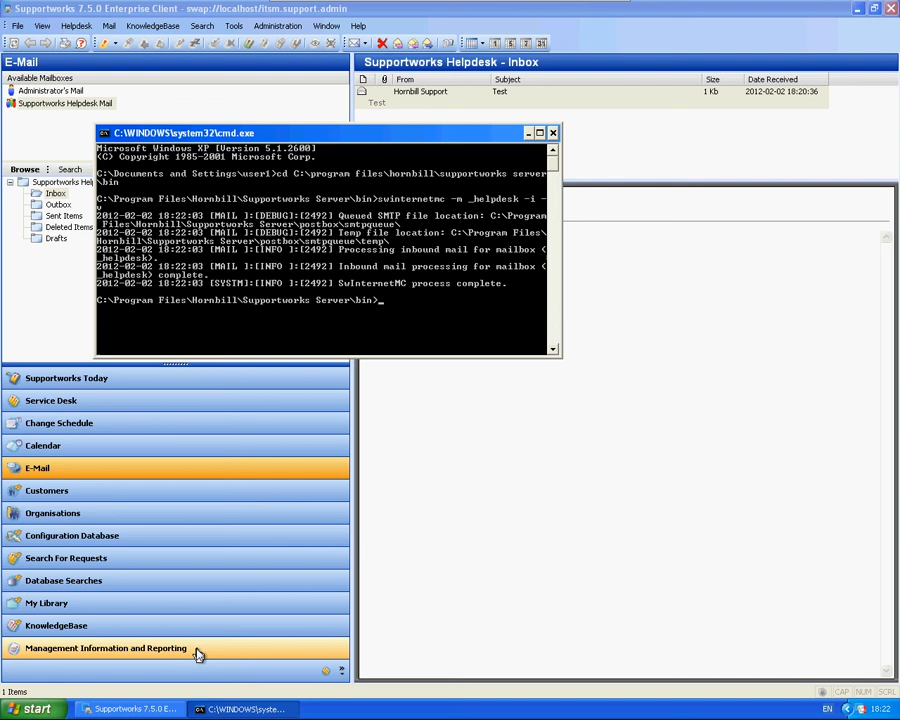 Supportworks 7.5.0 Enterprise Client - swap://localhost/itsm.support.admin
File View Helpdesk Mail KnowledgeBase Search Tools Administration Window Help
1 5 7 31
E-Mail
Available Mailboxes
Administrator's Mail
Supportworks Helpdesk Mail
Browse Search
Supportworks Hel
Inbox
Outbox
Sent Items
Deleted Items
Drafts
Supportworks Helpdesk - Inbox
From Subject Size Date Received
Hornbill Support Test 1 Kb 2012-02-02 18:20:36
Test
C:\WINDOWS\system32\cmd.exe
Microsoft Windows XP [Version 5.1.2600]
(C) Copyright 1985-2001 Microsoft Corp.
C:\Documents and Settings\user1>cd C:\program files\hornbill\supportworks server
\bin
C:\Program Files\Hornbill\Supportworks Server\bin>swinternetmc -m _helpdesk -i -
v
2012-02-02 18:22:03 [MAIL ]:[DEBUG]:[2492] Queued SMTP file location: C:\Program
Files\Hornbill\Supportworks Server\postbox\smtpqueue\
2012-02-02 18:22:03 [MAIL ]:[DEBUG]:[2492] Temp file location: C:\Program Files\
Hornbill\Supportworks Server\postbox\smtpqueue\temp\
2012-02-02 18:22:03 [MAIL ]:[INFO ]:[2492] Processing inbound mail for mailbox (
_helpdesk).
2012-02-02 18:22:03 [MAIL ]:[INFO ]:[2492] Inbound mail processing for mailbox (
_helpdesk) complete.
2012-02-02 18:22:03 [SYSTM]:[INFO ]:[2492] SwInternetMC process complete.
C:\Program Files\Hornbill\Supportworks Server\bin>_
Supportworks Today
Service Desk
Change Schedule
Calendar
E-Mail
Customers
Organisations
Configuration Database
Search For Requests
Database Searches
My Library
KnowledgeBase
Management Information and Reporting
1 Items
CAP NUM SCRL
start
Supportworks 7.5.0 E...
C:\WINDOWS\syste...
EN
18:22